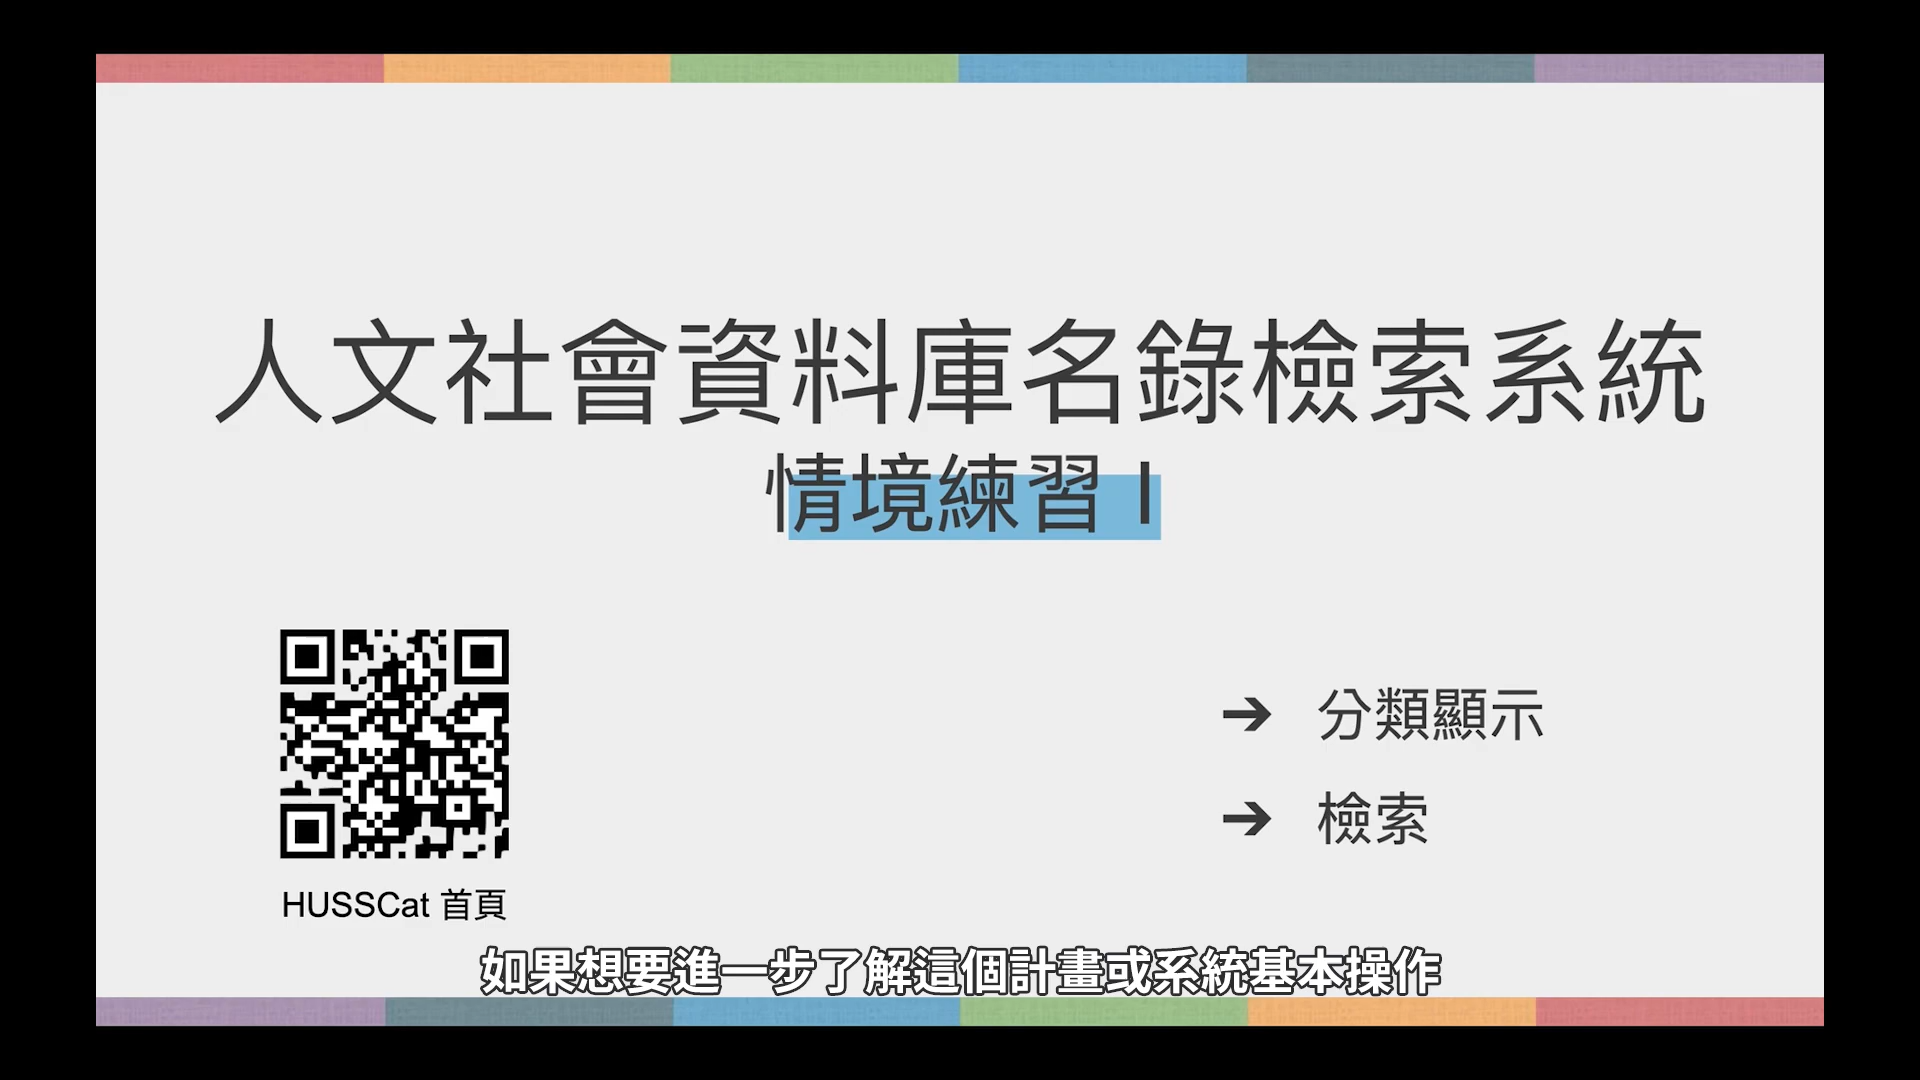 人文社會資料庫名錄檢索系統
情境練習 I
➔ 分類顯示
➔ 檢索
HUSSCat 首頁
如果想要進一步了解這個計畫或系統基本操作